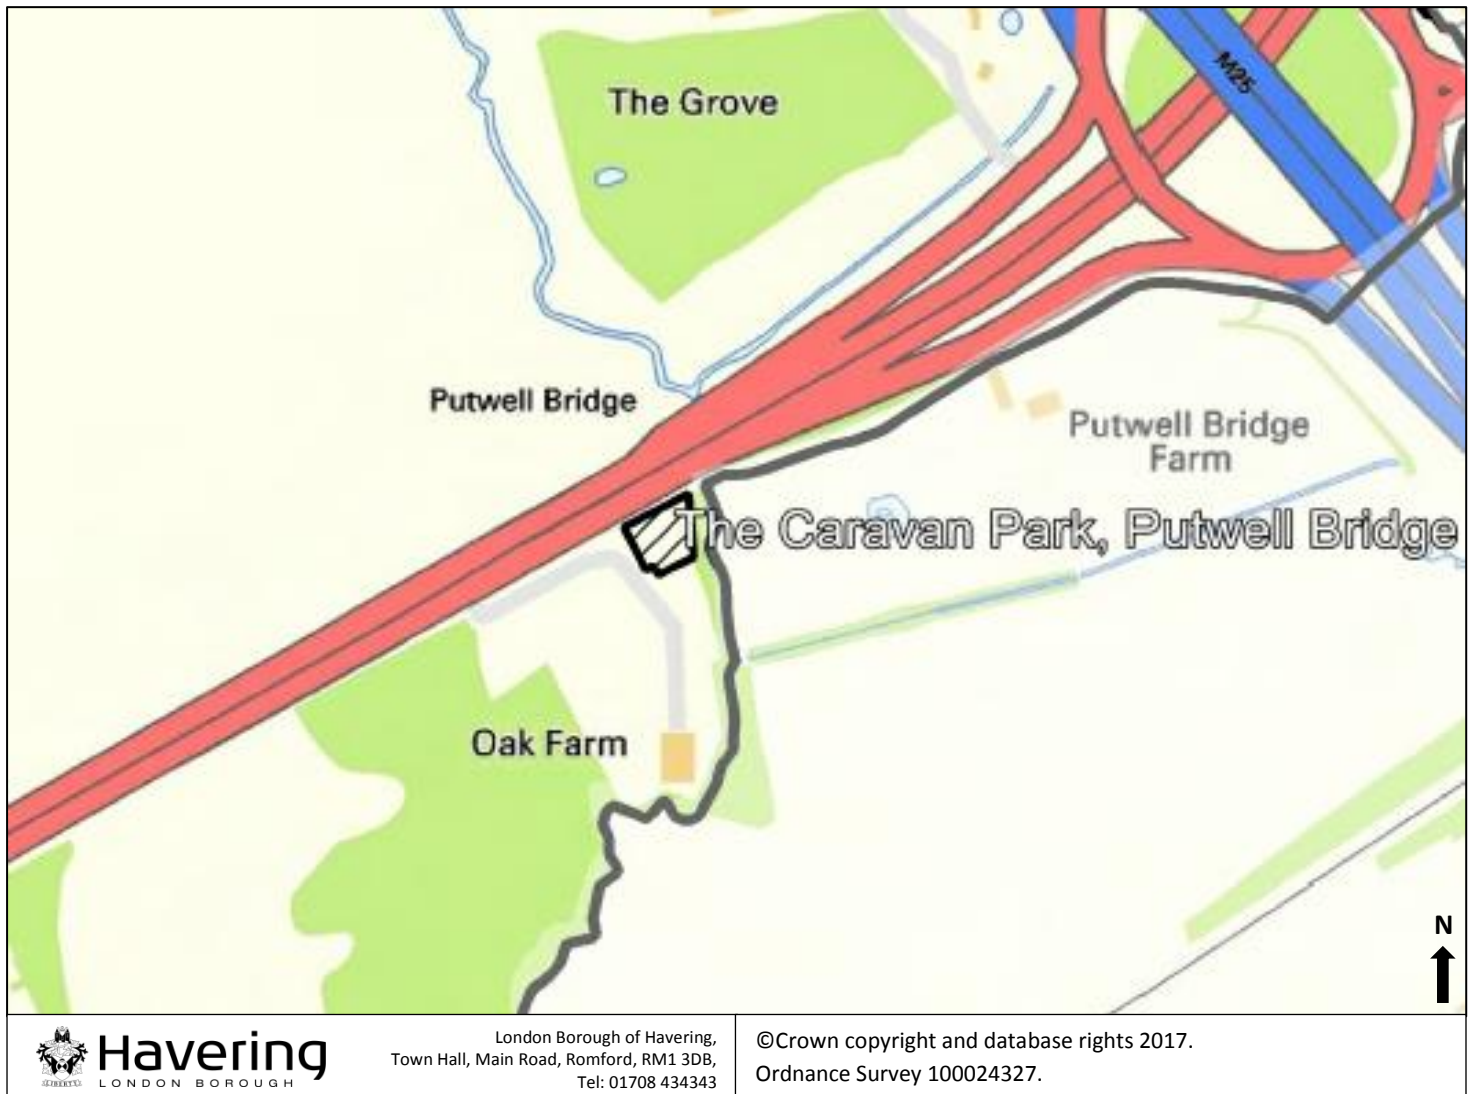 The Grove
M25
Putwell Bridge
Putwell Bridge
Farm
The Caravan Park, Putwell Bridge
Oak Farm
N
Havering
LONDON BOROUGH
LIBERTY
London Borough of Havering,
Town Hall, Main Road, Romford, RM1 3DB,
Tel: 01708 434343
©Crown copyright and database rights 2017.
Ordnance Survey 100024327.